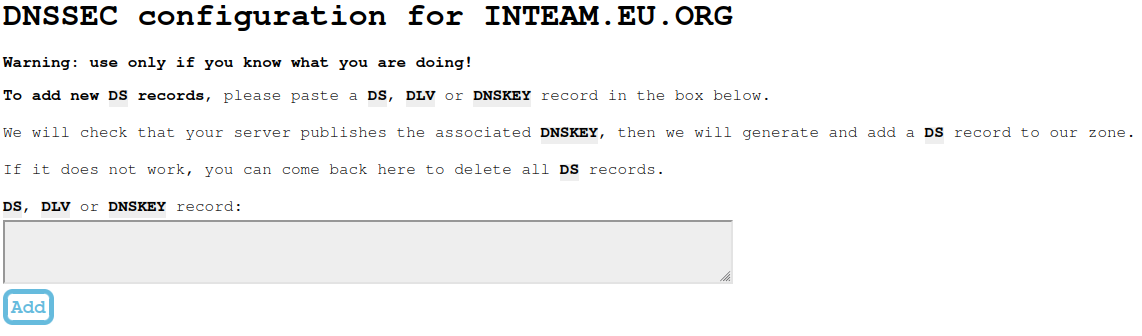 DNSSEC configuration for INTEAM.EU.ORG
Warning: use only if you know what you are doing!
To add new DS records, please paste a DS, DLV or DNSKEY record in the box below.
We will check that your server publishes the associated DNSKEY, then we will generate and add a DS record to our zone.
If it does not work, you can come back here to delete all DS records.
DS, DLV or DNSKEY record:
Add